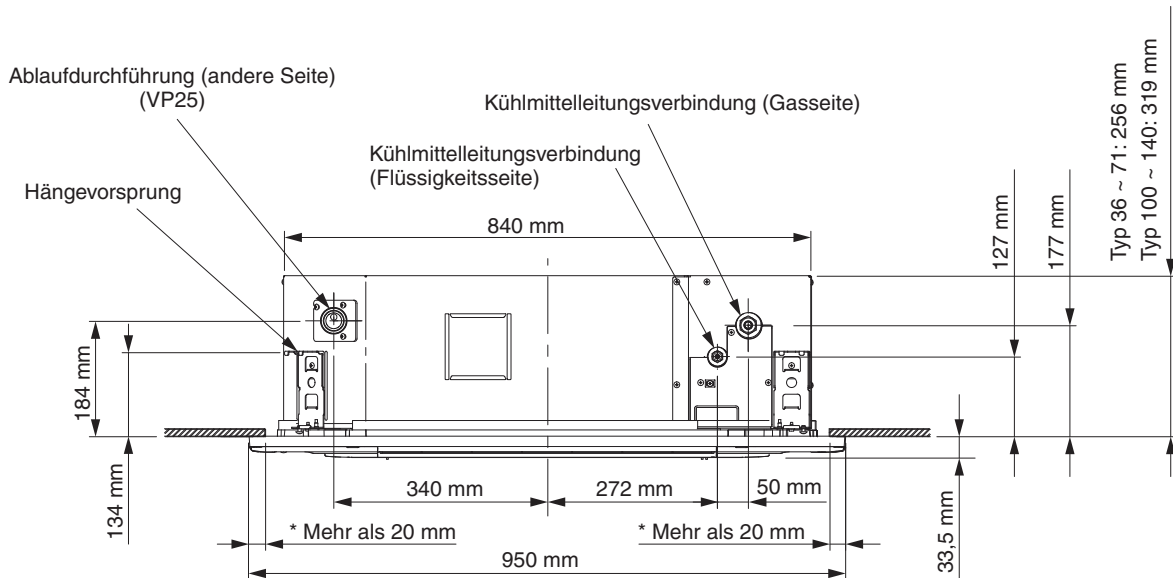 Ablaufdurchführung (andere Seite)
(VP25)
Kühlmittelleitungsverbindung (Gasseite)
Kühlmittelleitungsverbindung
(Flüssigkeitsseite)
Hängevorsprung
840 mm
127 mm
177 mm
Typ 36 ~ 71: 256 mm
Typ 100 ~ 140: 319 mm
184 mm
134 mm
340 mm
272 mm
50 mm
33,5 mm
* Mehr als 20 mm
* Mehr als 20 mm
950 mm